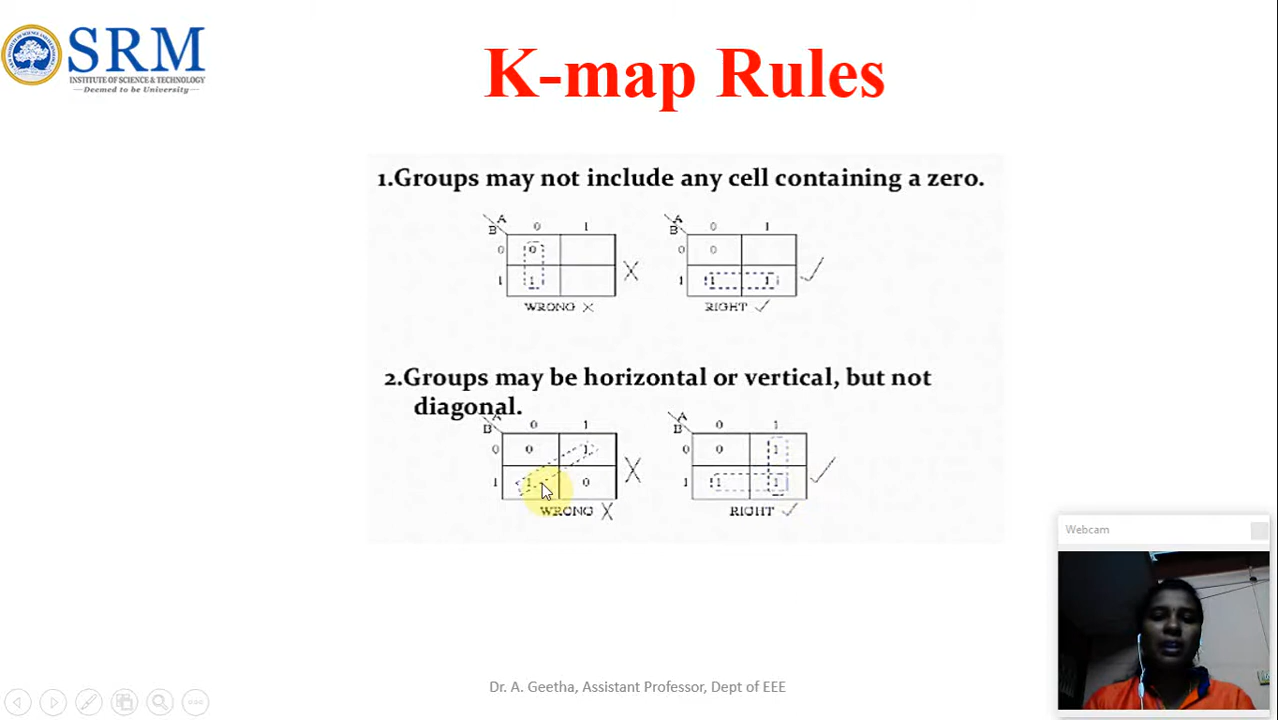 SRM
INSTITUTE OF SCIENCE & TECHNOLOGY
Deemed to be University
K-map Rules
1.Groups may not include any cell containing a zero.
A
B
0 1
0 0
1 1
WRONG X
A
B
0 1
0 0
1 1 1
RIGHT ✓
2.Groups may be horizontal or vertical, but not
diagonal.
A
B
0 1
0 0 1
1 1 0
WRONG X
A
B
0 1
0 0 1
1 1 1
RIGHT ✓
Webcam
Dr. A. Geetha, Assistant Professor, Dept of EEE